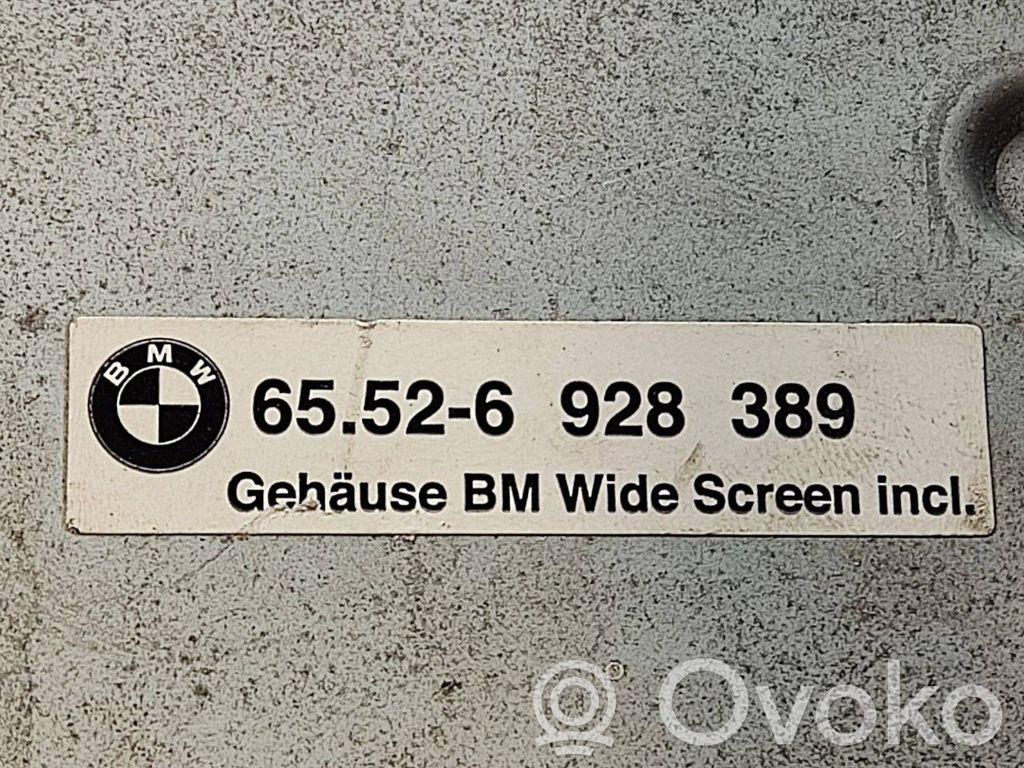 BMW
65.52-6 928 389
Gehäuse BM Wide Screen incl.
R Ovoko